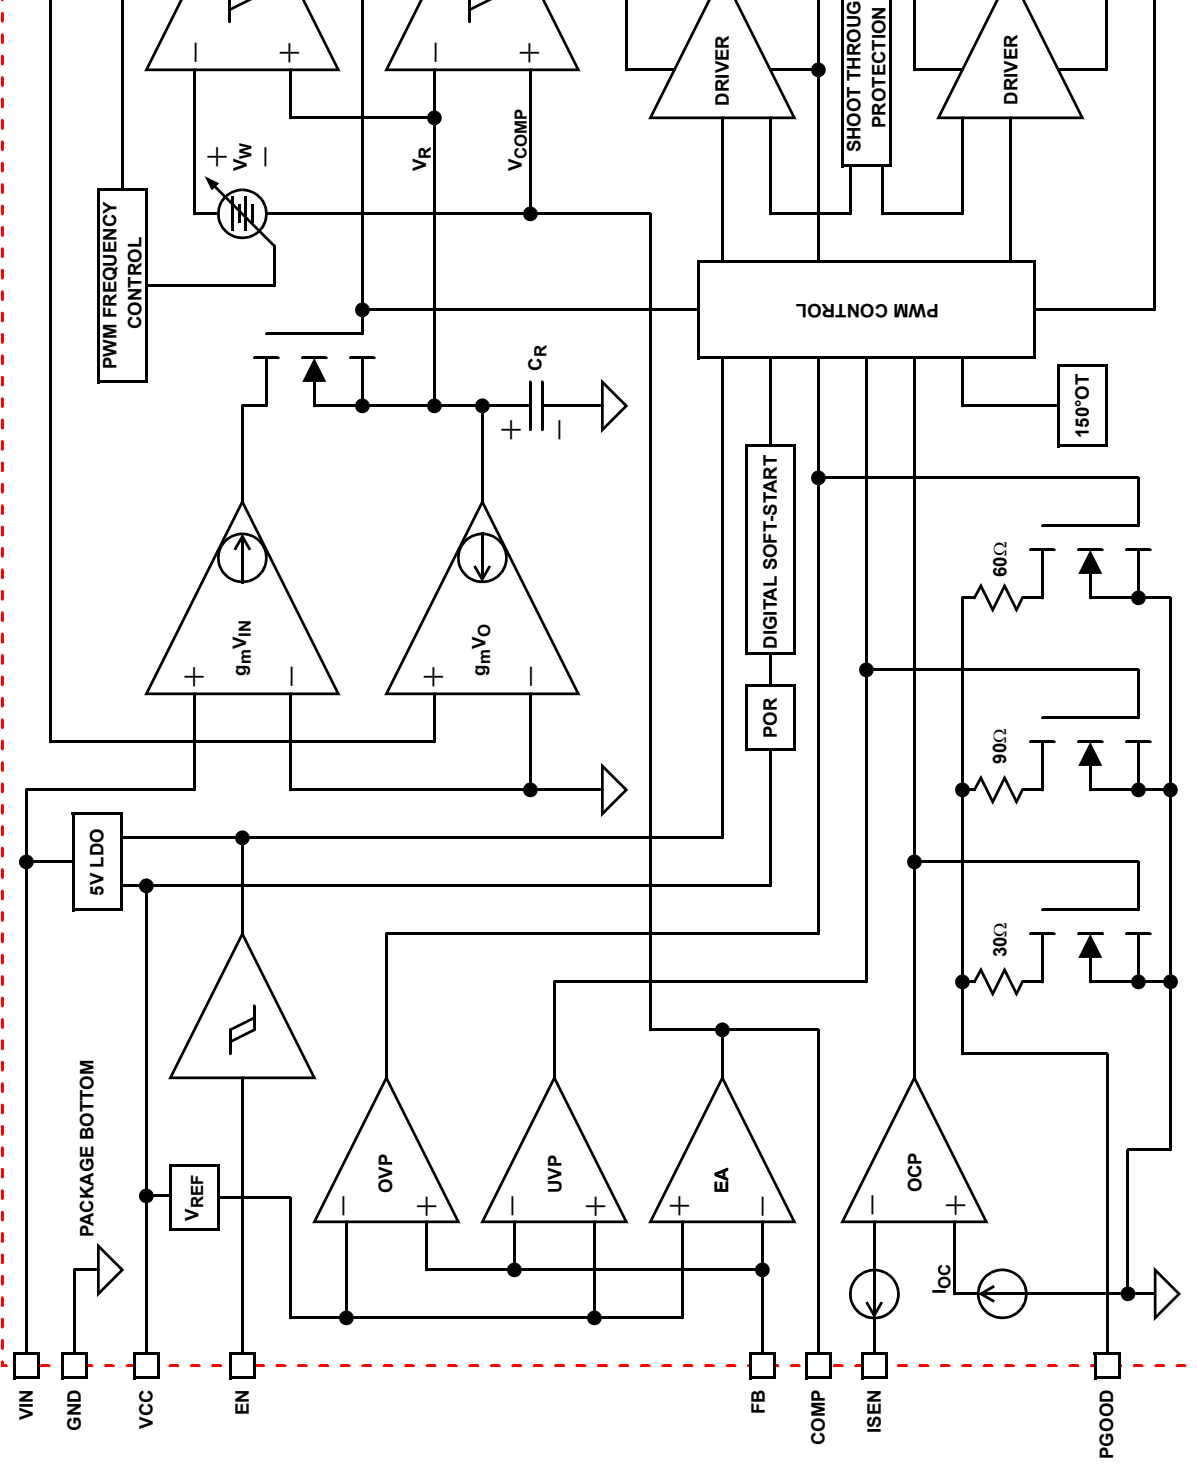 DRIVER
SHOOT THROUG
PROTECTION
DRIVER
− + − +
+
VW
−
VR
VCOMP
PWM FREQUENCY
CONTROL
PWM CONTROL
CR
+ −
150°OT
gmVIN
+ −
gmVO
+ −
DIGITAL SOFT-START
POR
60Ω
90Ω
30Ω
5V LDO
PACKAGE BOTTOM
VREF
OVP
− +
UVP
− +
EA
+ −
OCP
− +
IOC
VIN
GND
VCC
EN
FB
COMP
ISEN
PGOOD